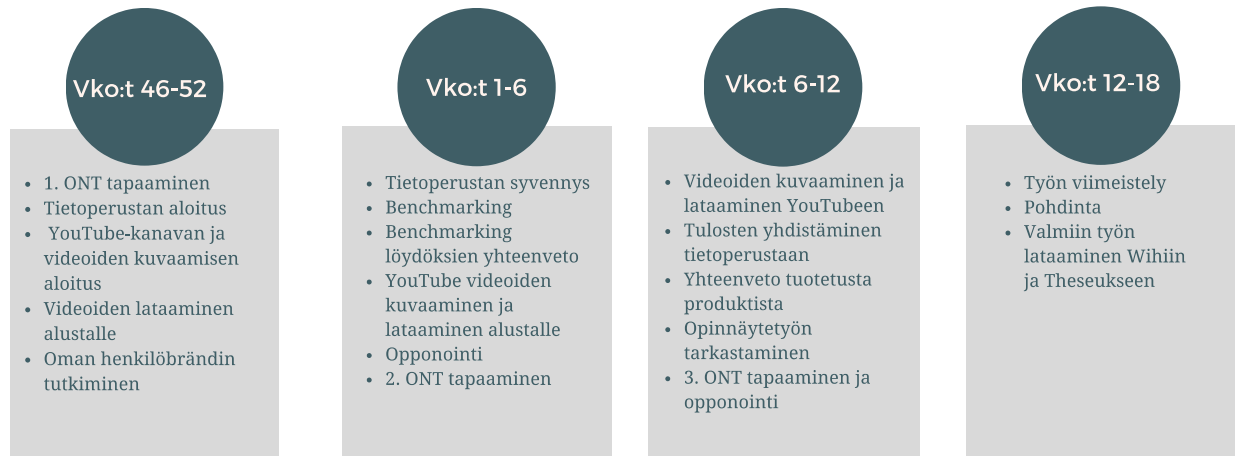 Vko:t 46-52
• 1. ONT tapaaminen
• Tietoperustan aloitus
• YouTube-kanavan ja
videoiden kuvaamisen
aloitus
• Videoiden lataaminen
alustalle
• Oman henkilöbrändin
tutkiminen
Vko:t 1-6
• Tietoperustan syvennys
• Benchmarking
• Benchmarking
löydöksien yhteenveto
• YouTube videoiden
kuvaaminen ja
lataaminen alustalle
• Opponointi
• 2. ONT tapaaminen
Vko:t 6-12
• Videoiden kuvaaminen ja
lataaminen YouTubeen
• Tulosten yhdistäminen
tietoperustaan
• Yhteenveto tuotetusta
produktista
• Opinnäytetyön
tarkastaminen
• 3. ONT tapaaminen ja
opponointi
Vko:t 12-18
• Työn viimeistely
• Pohdinta
• Valmiin työn
lataaminen Wihiin
ja Theseukseen